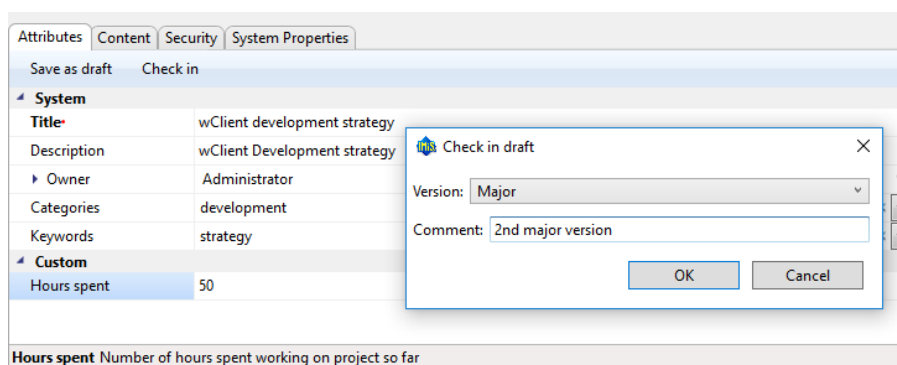 Attributes Content Security System Properties
Save as draft Check in
System
Title•
wClient development strategy
Description
wClient Development strategy
Owner
Administrator
Categories
development
Keywords
strategy
Custom
Hours spent
50
Check in draft
Version: Major
Comment: 2nd major version
OK Cancel
Hours spent Number of hours spent working on project so far